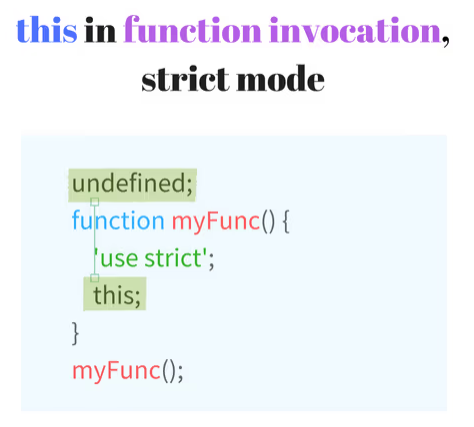 this in function invocation,
strict mode
undefined;
function myFunc() {
'use strict';
this;
}
myFunc();